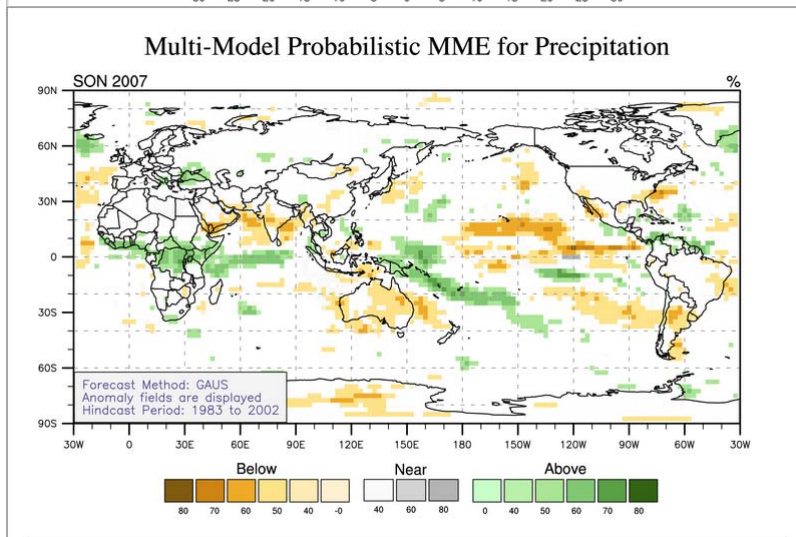 Multi-Model Probabilistic MME for Precipitation
SON 2007 %
90N
60N
30N
0
30S
60S
90S
Forecast Method: GAUS
Anomaly fields are displayed
Hindcast Period: 1983 to 2002
30W 0 30E 60E 90E 120E 150E 180 150W 120W 90W 60W 30W
Below Near Above
80 70 60 50 40 -0 40 60 80 0 40 50 60 70 80